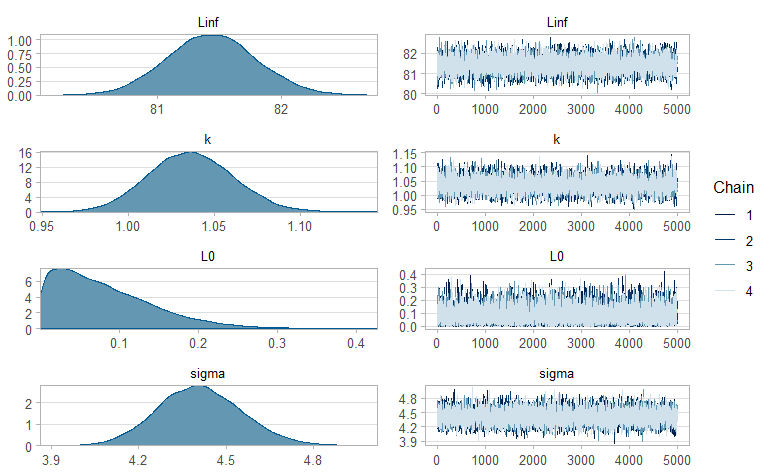 Linf
1.00
0.75
0.50
0.25
0.00
81 82
Linf
82
81
80
0 1000 2000 3000 4000 5000
k
16
12
8
4
0
0.95 1.00 1.05 1.10
k
1.15
1.10
1.05
1.00
0.95
0 1000 2000 3000 4000 5000
L0
6
4
2
0
0.1 0.2 0.3 0.4
L0
0.4
0.3
0.2
0.1
0.0
0 1000 2000 3000 4000 5000
sigma
2
1
0
3.9 4.2 4.5 4.8
sigma
4.8
4.5
4.2
3.9
0 1000 2000 3000 4000 5000
Chain
1
2
3
4